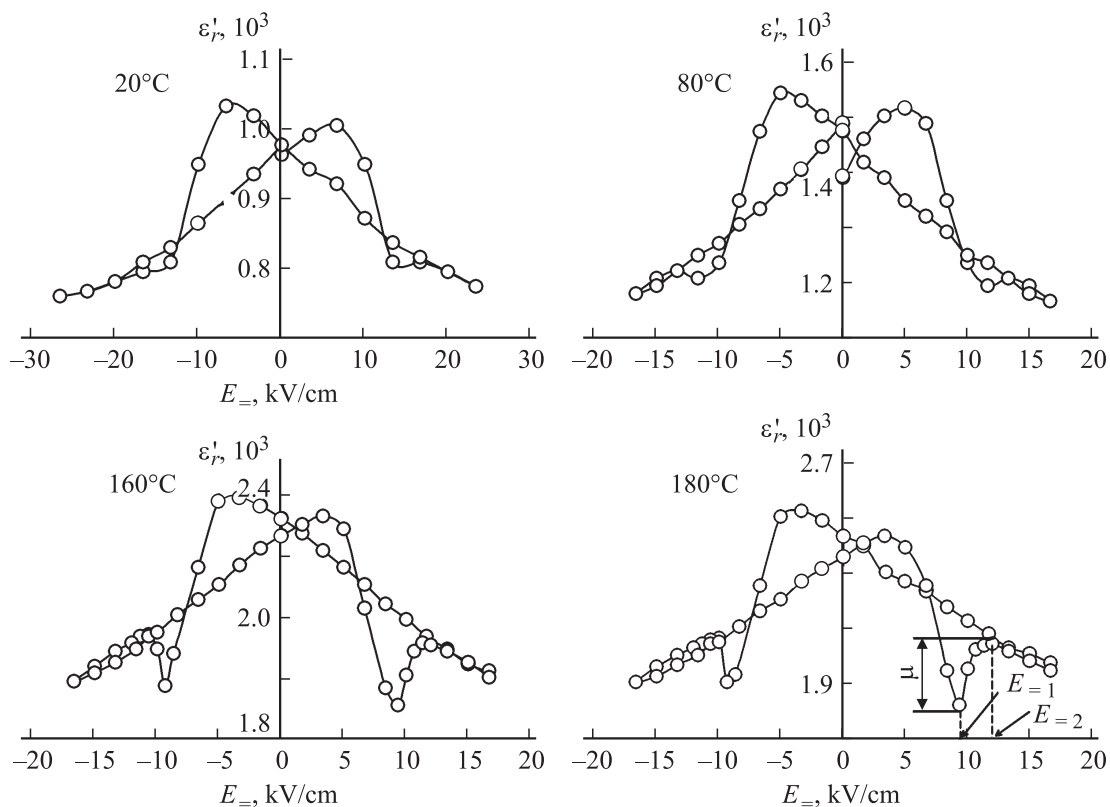 ε'r, 10³
1.1
20°C
1.0
0.9
0.8
–30 –20 –10 0 10 20 30
E=, kV/cm
ε'r, 10³
1.6
80°C
1.4
1.2
–20 –15 –10 –5 0 5 10 15 20
ε'r, 10³
160°C
2.4
2.0
1.8
–20 –15 –10 –5 0 5 10 15 20
E=, kV/cm
ε'r, 10³
2.7
180°C
μ
1.9
E = 1
E = 2
–20 –15 –10 –5 0 5 10 15 20
E=, kV/cm